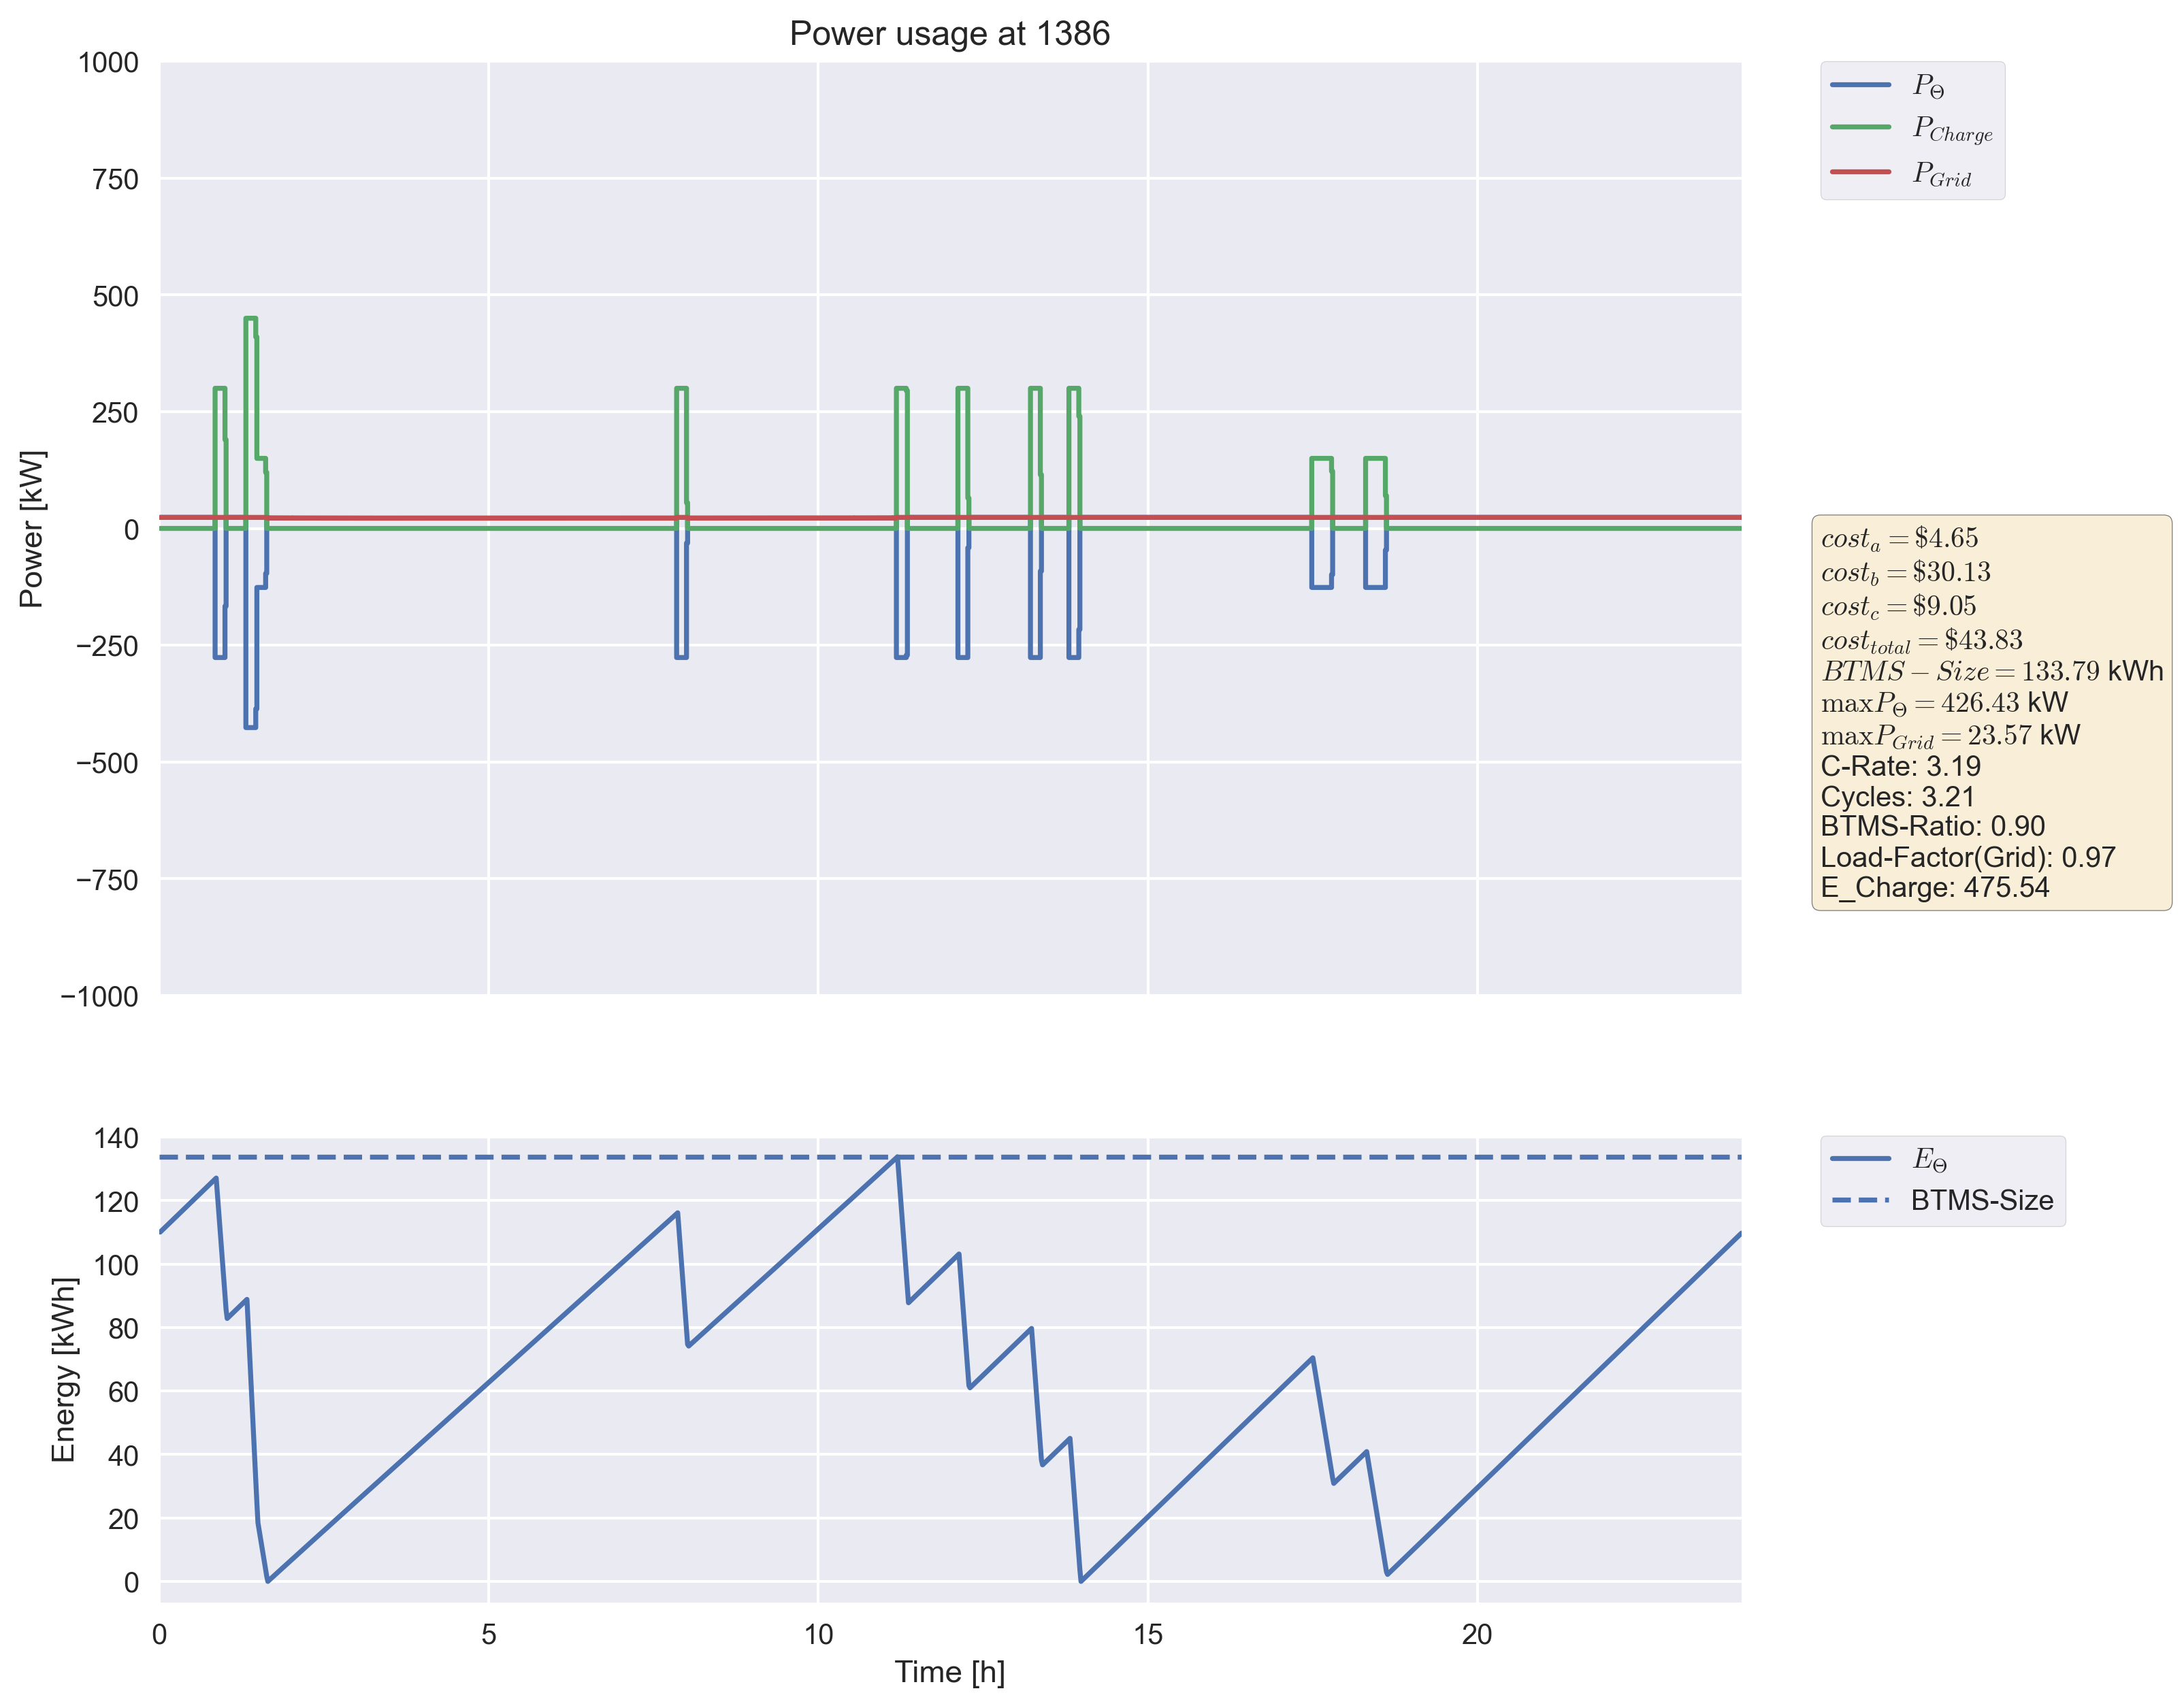 Power usage at 1386
1000
750
500
250
0
−250
−500
−750
−1000
Power [kW]
P_Θ
P_Charge
P_Grid
cost_a = $4.65
cost_b = $30.13
cost_c = $9.05
cost_total = $43.83
BTMS − Size = 133.79 kWh
maxP_Θ = 426.43 kW
maxP_Grid = 23.57 kW
C-Rate: 3.19
Cycles: 3.21
BTMS-Ratio: 0.90
Load-Factor(Grid): 0.97
E_Charge: 475.54
140
120
100
80
60
40
20
0
Energy [kWh]
E_Θ
BTMS-Size
0 5 10 15 20
Time [h]